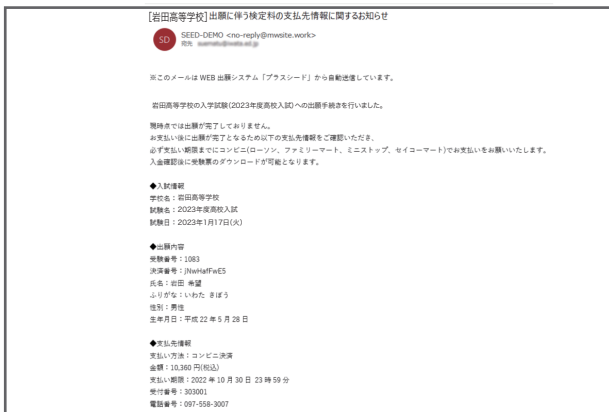 [岩田高等学校] 出願に伴う検定料の支払先情報に関するお知らせ
SD
SEED-DEMO <no-reply@mwsite.work>
宛先
※このメールは WEB 出願システム「プラスシード」から自動送信しています。
岩田高等学校の入学試験(2023年度高校入試)への出願手続きを行いました。
現時点では出願が完了しておりません。
お支払い後に出願が完了となるため以下の支払先情報をご確認いただき、
必ず支払い期限までにコンビニ(ローソン、ファミリーマート、ミニストップ、セイコーマート)でお支払いをお願いいたします。
入金確認後に受験票のダウンロードが可能となります。
◆入試情報
学校名：岩田高等学校
試験名：2023年度高校入試
試験日：2023年1月17日(火)
◆出願内容
受験番号：1083
決済番号：jNwHafFwE5
氏名：岩田 希望
ふりがな：いわた きぼう
性別：男性
生年月日：平成 22 年 5 月 28 日
◆支払先情報
支払い方法：コンビニ決済
金額：10,360 円(税込)
支払い期限：2022 年 10 月 30 日 23 時 59 分
受付番号：303001
電話番号：097-558-3007